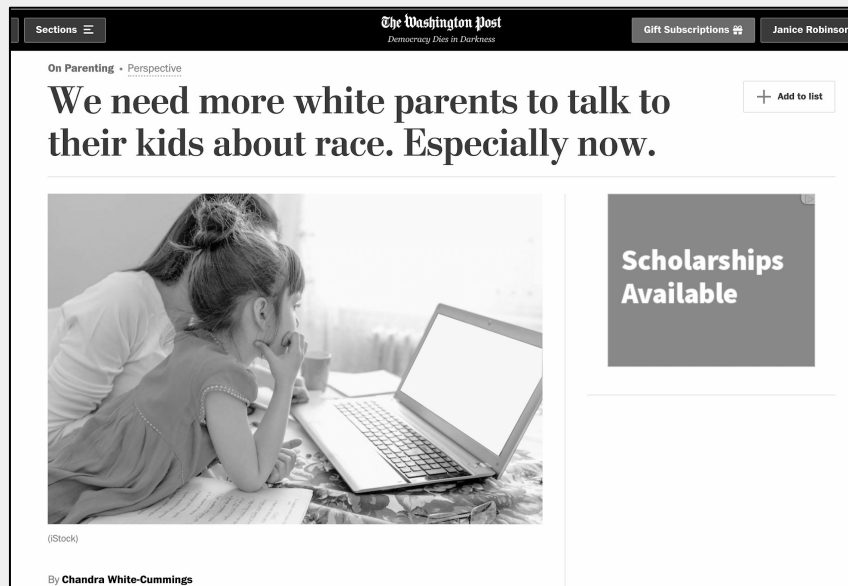 Sections
The Washington Post
Democracy Dies in Darkness
Gift Subscriptions
Janice Robinson
On Parenting • Perspective
We need more white parents to talk to
their kids about race. Especially now.
Add to list
Scholarships
Available
(iStock)
By Chandra White-Cummings